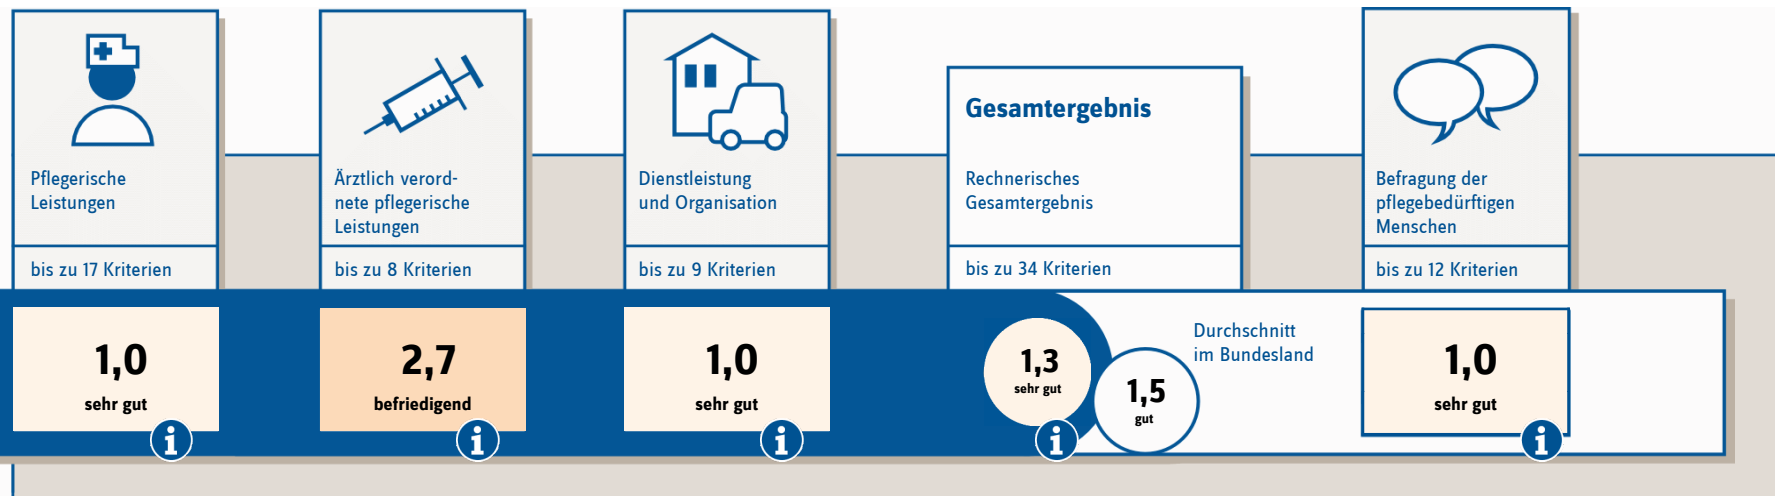 Pflegerische
Leistungen
bis zu 17 Kriterien
1,0
sehr gut
i
Ärztlich verord-
nete pflegerische
Leistungen
bis zu 8 Kriterien
2,7
befriedigend
i
Dienstleistung
und Organisation
bis zu 9 Kriterien
1,0
sehr gut
i
Gesamtergebnis
Rechnerisches
Gesamtergebnis
bis zu 34 Kriterien
1,3
sehr gut
i
Durchschnitt
im Bundesland
1,5
gut
Befragung der
pflegebedürftigen
Menschen
bis zu 12 Kriterien
1,0
sehr gut
i